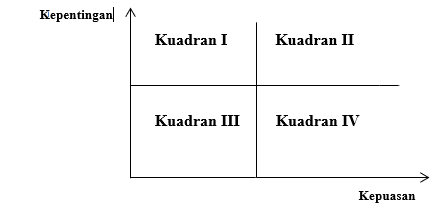 Kepentingan
Kuadran I
Kuadran II
Kuadran III
Kuadran IV
Kepuasan